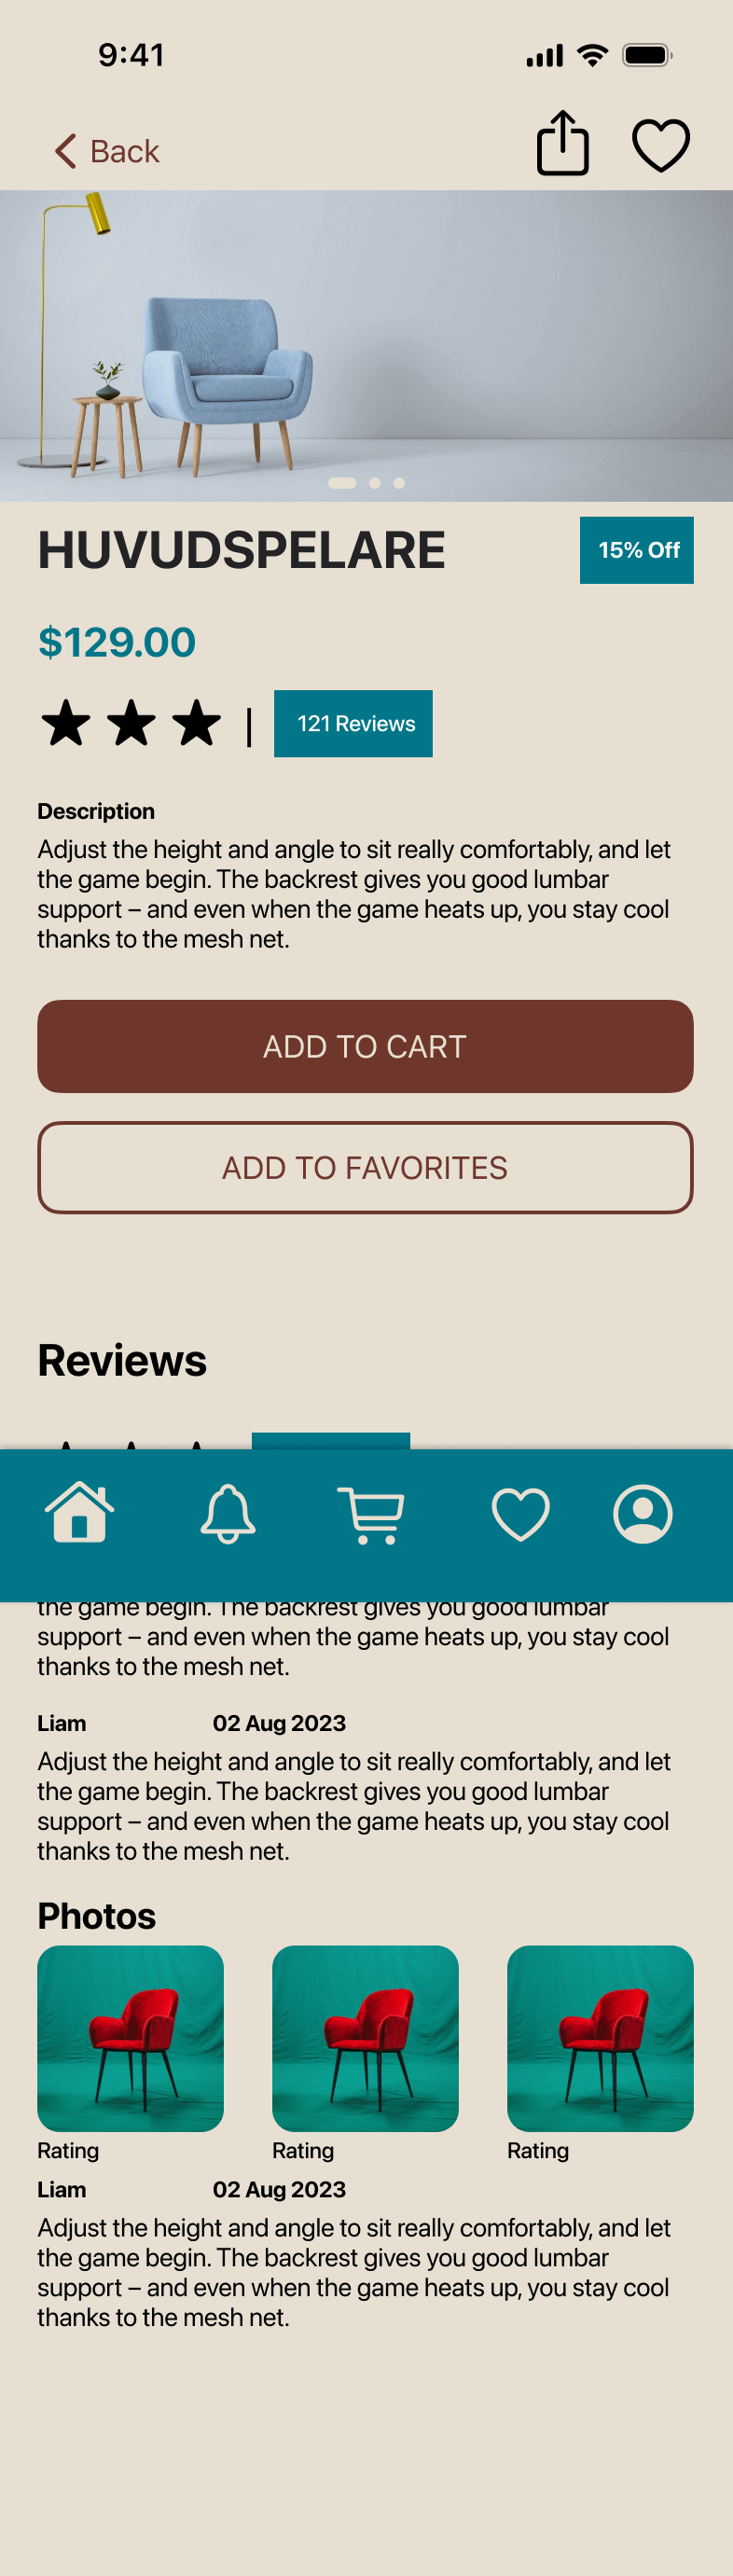 9:41
Back
HUVUDSPELARE
15% Off
$129.00
121 Reviews
Description
Adjust the height and angle to sit really comfortably, and let
the game begin. The backrest gives you good lumbar
support – and even when the game heats up, you stay cool
thanks to the mesh net.
ADD TO CART
ADD TO FAVORITES
Reviews
the game begin. The backrest gives you good lumbar
support – and even when the game heats up, you stay cool
thanks to the mesh net.
Liam 02 Aug 2023
Adjust the height and angle to sit really comfortably, and let
the game begin. The backrest gives you good lumbar
support – and even when the game heats up, you stay cool
thanks to the mesh net.
Photos
Rating Rating Rating
Liam 02 Aug 2023
Adjust the height and angle to sit really comfortably, and let
the game begin. The backrest gives you good lumbar
support – and even when the game heats up, you stay cool
thanks to the mesh net.